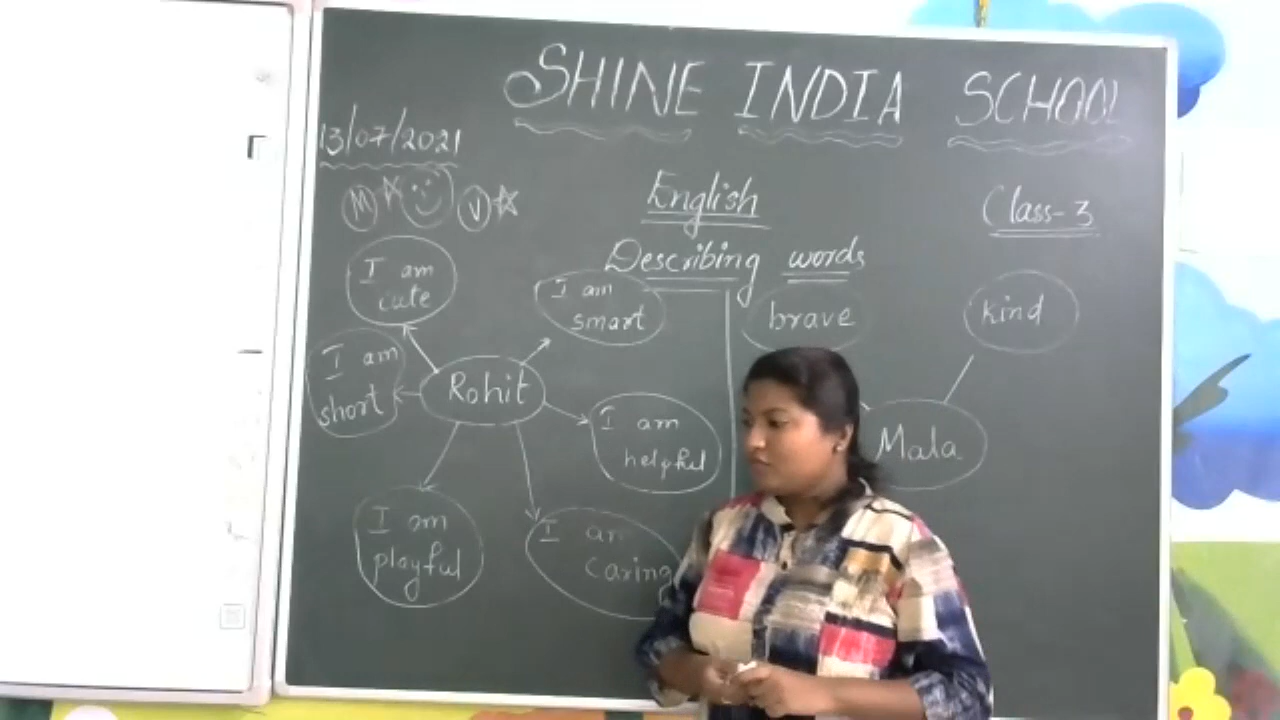 SHINE INDIA SCHOOL
13/07/2021
M V
English
Class-3
Describing words
I am
cute
I am
smart
brave
kind
I am
short
Rohit
I am
helpful
Mala
I am
playful
I am
caring